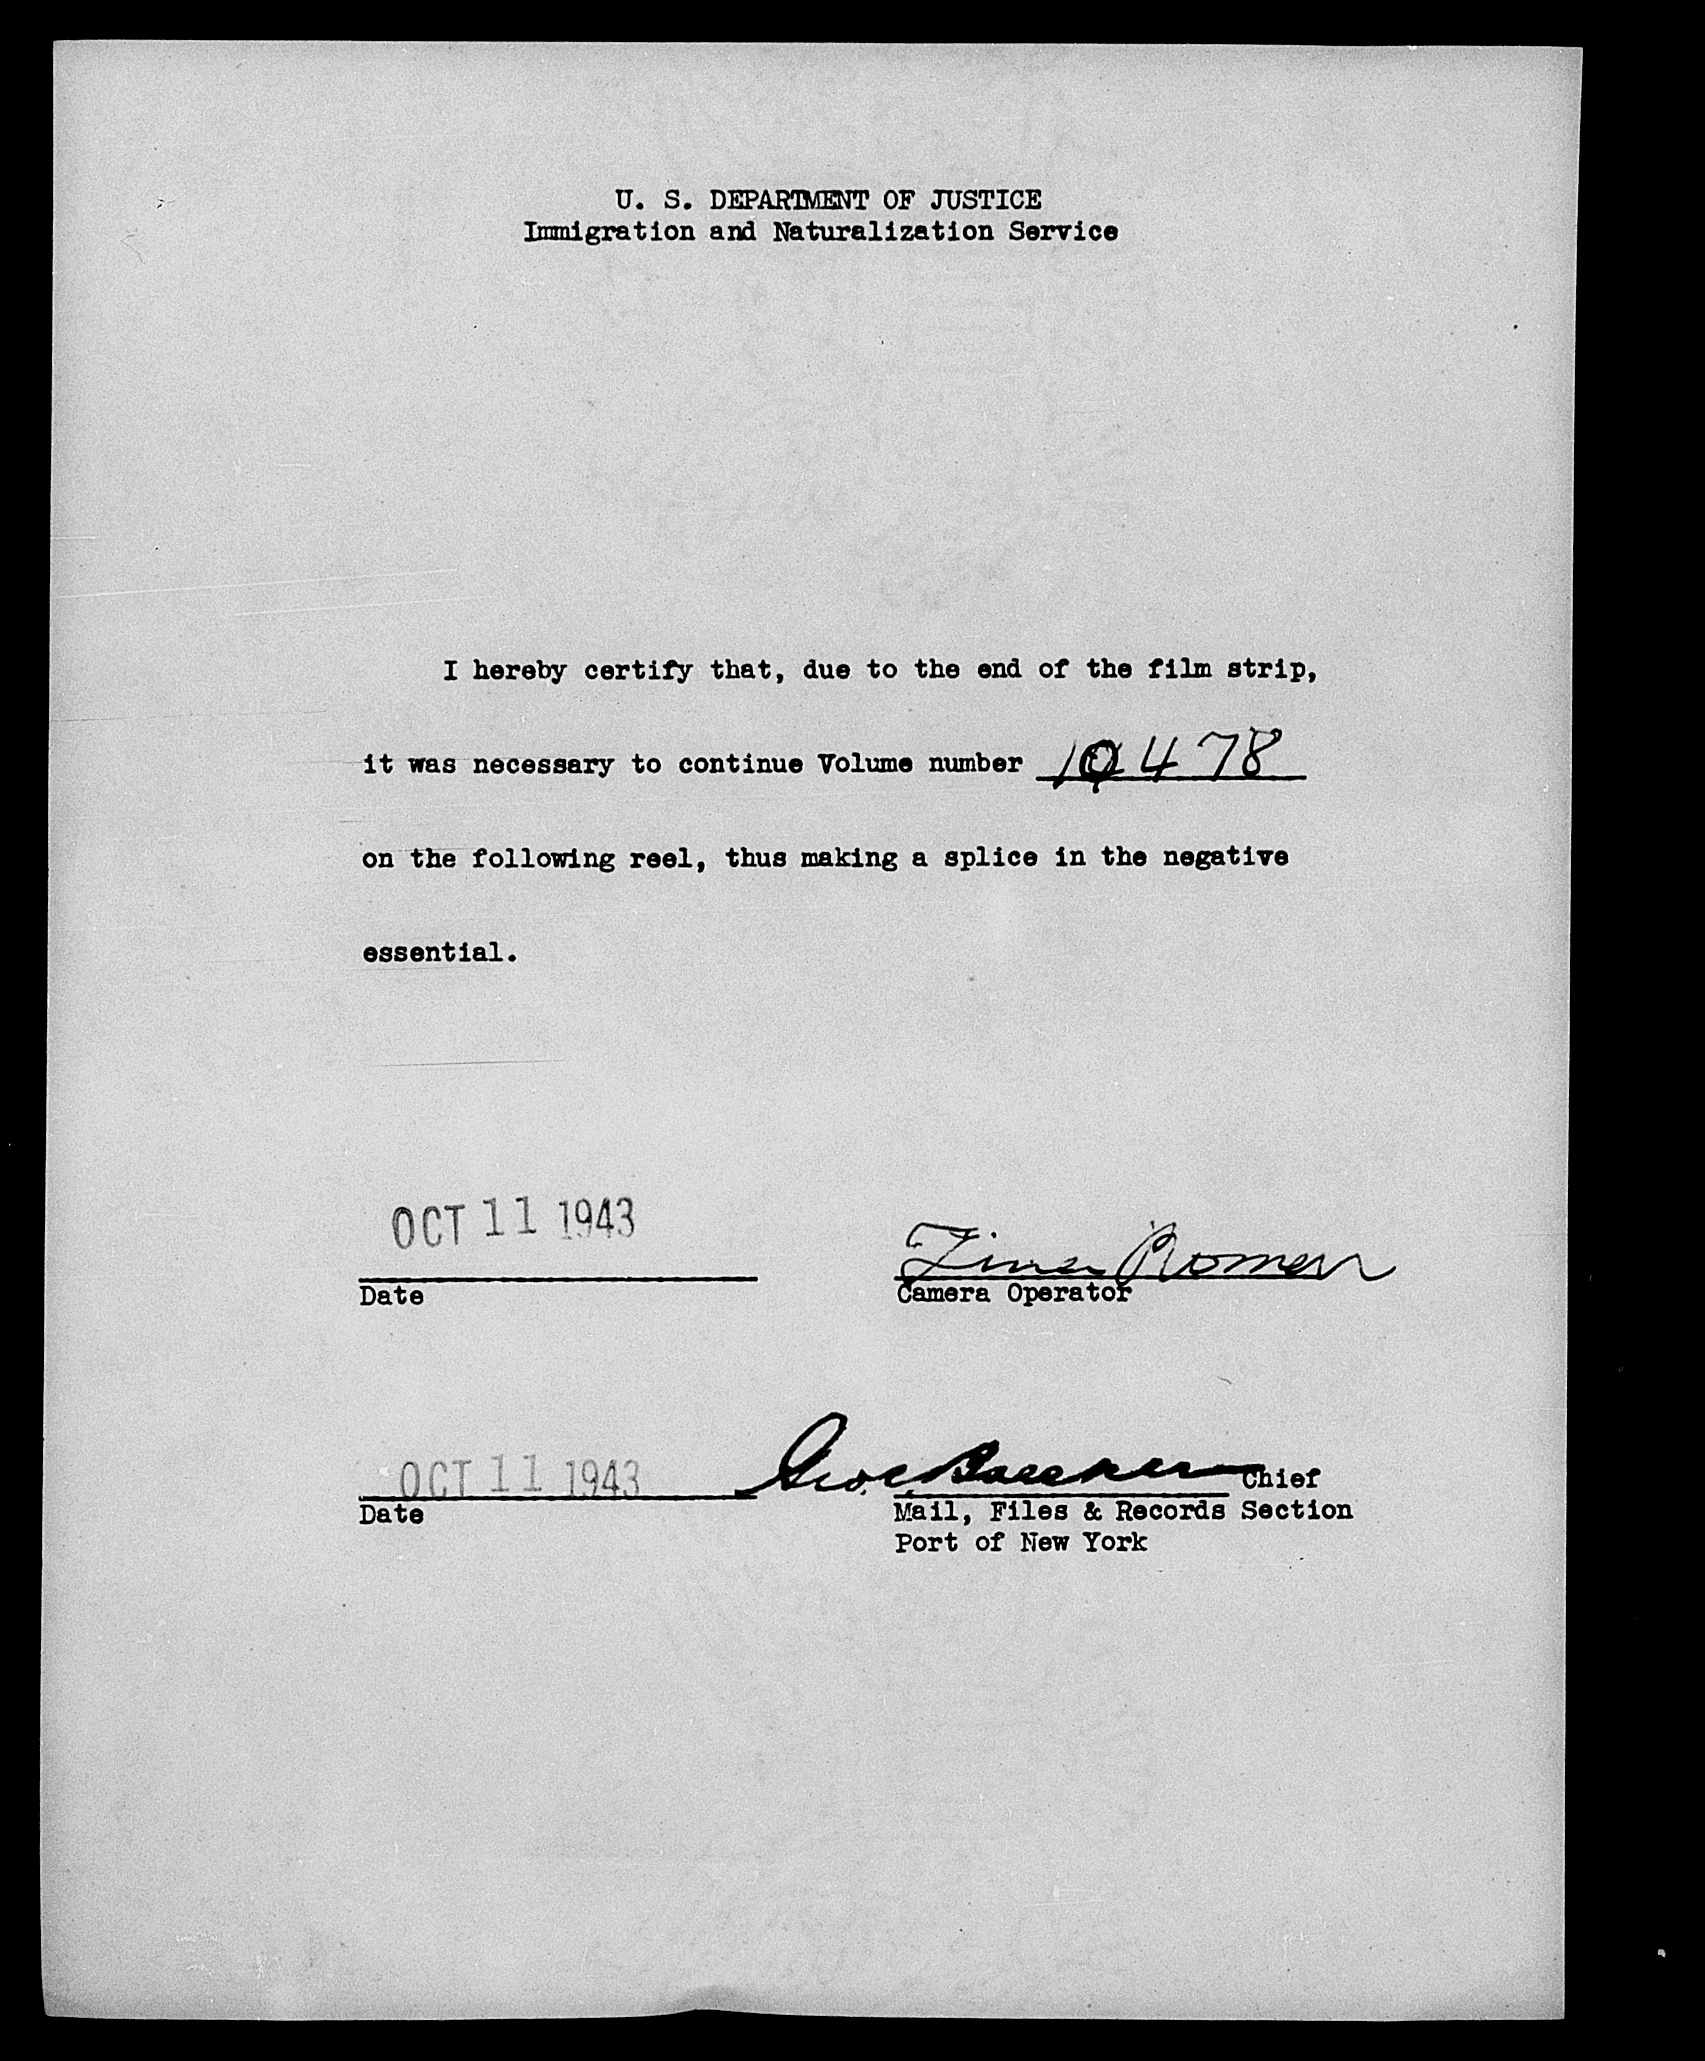 U. S. DEPARTMENT OF JUSTICE
Immigration and Naturalization Service
I hereby certify that, due to the end of the film strip,
it was necessary to continue Volume number 10478
on the following reel, thus making a splice in the negative
essential.
OCT 11 1943
Date
Camera Operator
OCT 11 1943
Date
Chief
Mail, Files & Records Section
Port of New York